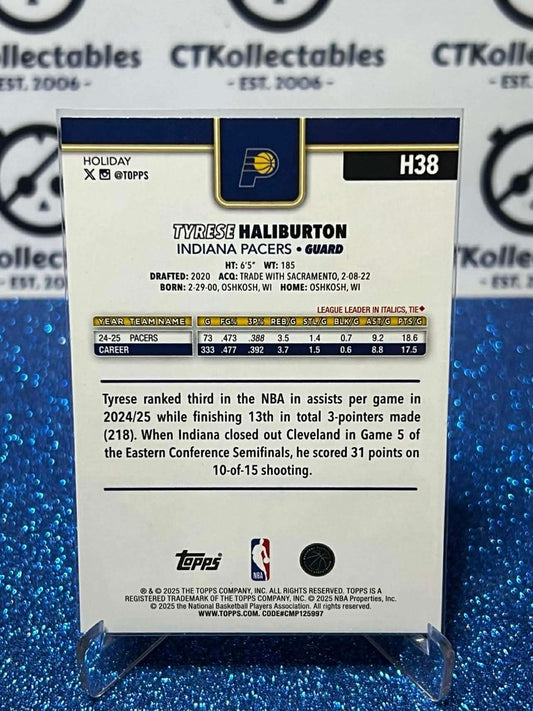 llectables CTKollectables CTKollectables
ST. 2006 - - EST. 2006 - - EST. 2006 -
HOLIDAY
@TOPPS
H38
P
TYRESE HALIBURTON
INDIANA PACERS • GUARD
HT: 6'5" WT: 185
DRAFTED: 2020 ACQ: TRADE WITH SACRAMENTO, 2-08-22
BORN: 2-29-00, OSHKOSH, WI HOME: OSHKOSH, WI
LEAGUE LEADER IN ITALICS, TIE♦
YEAR TEAM NAME G FG% 3P% REB/G STL/G BLK/G AST/G PTS/G
24-25 PACERS 73 .473 .388 3.5 1.4 0.7 9.2 18.6
CAREER 333 .477 .392 3.7 1.5 0.6 8.8 17.5
Tyrese ranked third in the NBA in assists per game in
2024/25 while finishing 13th in total 3-pointers made
(218). When Indiana closed out Cleveland in Game 5 of
the Eastern Conference Semifinals, he scored 31 points on
10-of-15 shooting.
TOPPS
NBA
® & © 2025 THE TOPPS COMPANY, INC. ALL RIGHTS RESERVED. TOPPS IS A
REGISTERED TRADEMARK OF THE TOPPS COMPANY, INC. © 2025 NBA Properties, Inc.
© 2025 the National Basketball Players Association. All rights reserved.
WWW.TOPPS.COM. CODE#CMP125997